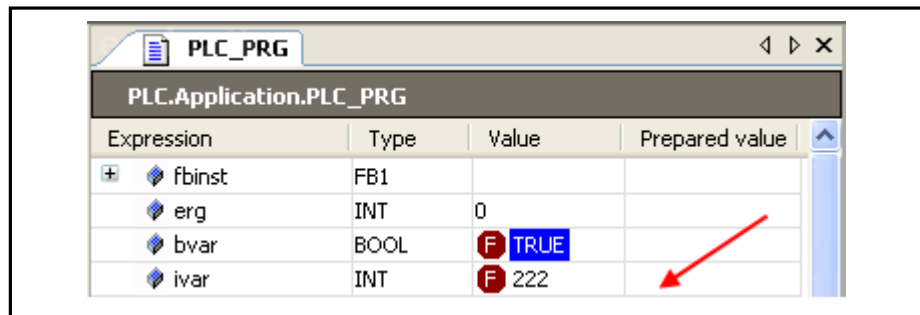 PLC_PRG
PLC.Application.PLC_PRG
Expression Type Value Prepared value
fbinst FB1
erg INT 0
bvar BOOL F TRUE
ivar INT F 222